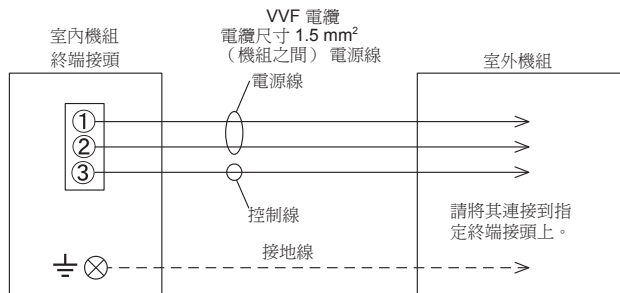 VVF 電纜
電纜尺寸 1.5 mm²
(機組之間) 電源線
室內機組
終端接頭
室外機組
電源線
①
②
③
控制線
請將其連接到指
定終端接頭上。
接地線